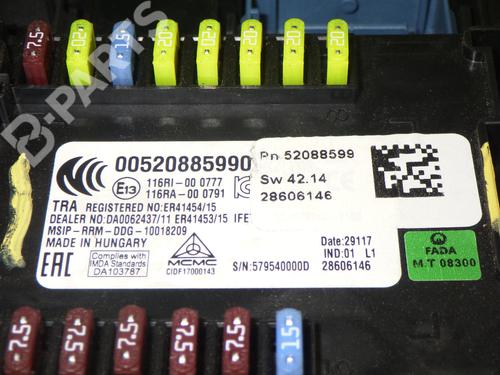 7.5 20 15 20 20 20 20
B-PARTS
00520885990
Pn 52088599
Sw 42.14
28606146
E13
116RI-00 0777
116RA-00 0791
TRA REGISTERED NO:ER41454/15
DEALER NO:DA0062437/11 ER41453/15
MSIP-RRM-DDG-10018209
MADE IN HUNGARY
EAC
Complies with
MDA Standards
DA103787
MCMC
CIDF17000143
Date:29117
IND:01 L1
S/N:579540000D 28606146
FADA
M.T 08300
7.5 7.5 7.5 7.5 7.5 15